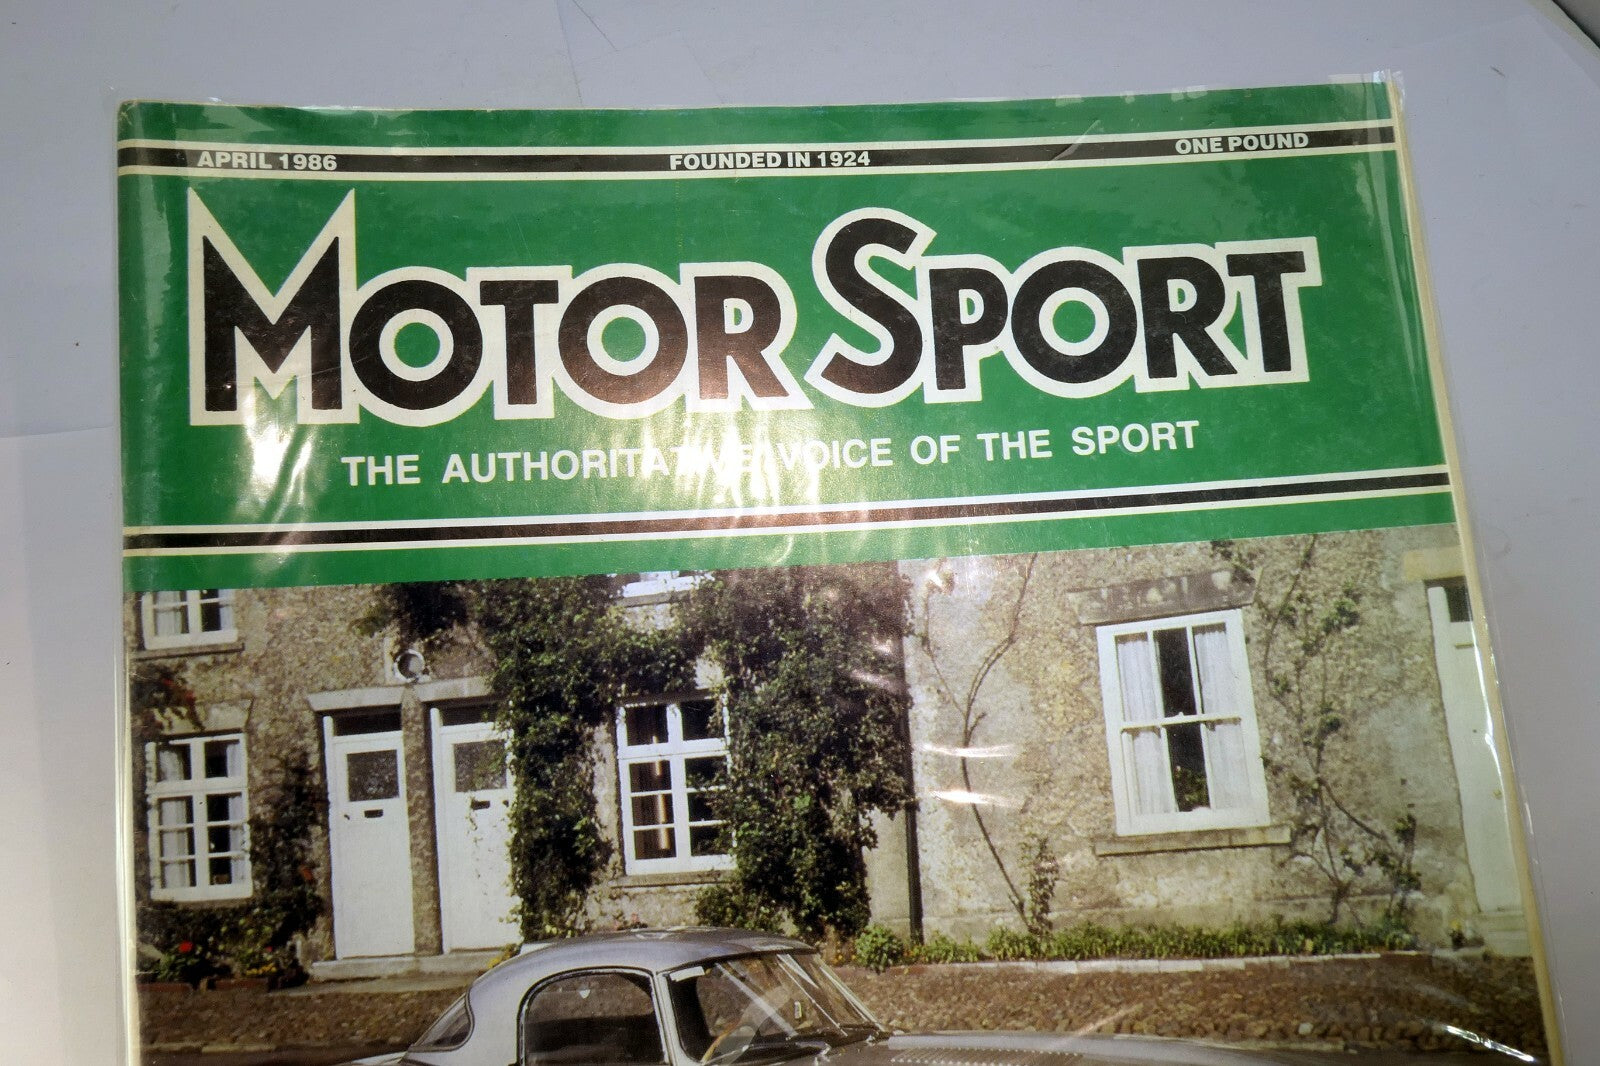 APRIL 1986 FOUNDED IN 1924 ONE POUND
MOTOR SPORT
THE AUTHORITATIVE VOICE OF THE SPORT